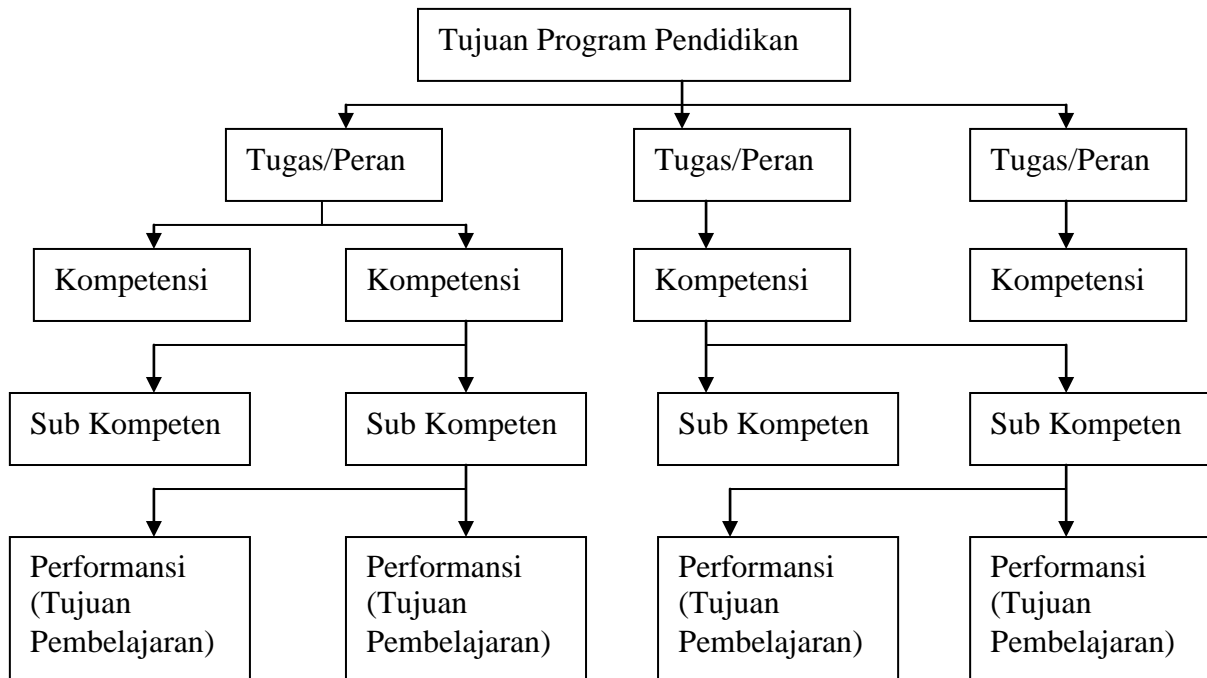 Tujuan Program Pendidikan
Tugas/Peran
Tugas/Peran
Tugas/Peran
Kompetensi
Kompetensi
Kompetensi
Kompetensi
Sub Kompeten
Sub Kompeten
Sub Kompeten
Sub Kompeten
Performansi
(Tujuan
Pembelajaran)
Performansi
(Tujuan
Pembelajaran)
Performansi
(Tujuan
Pembelajaran)
Performansi
(Tujuan
Pembelajaran)